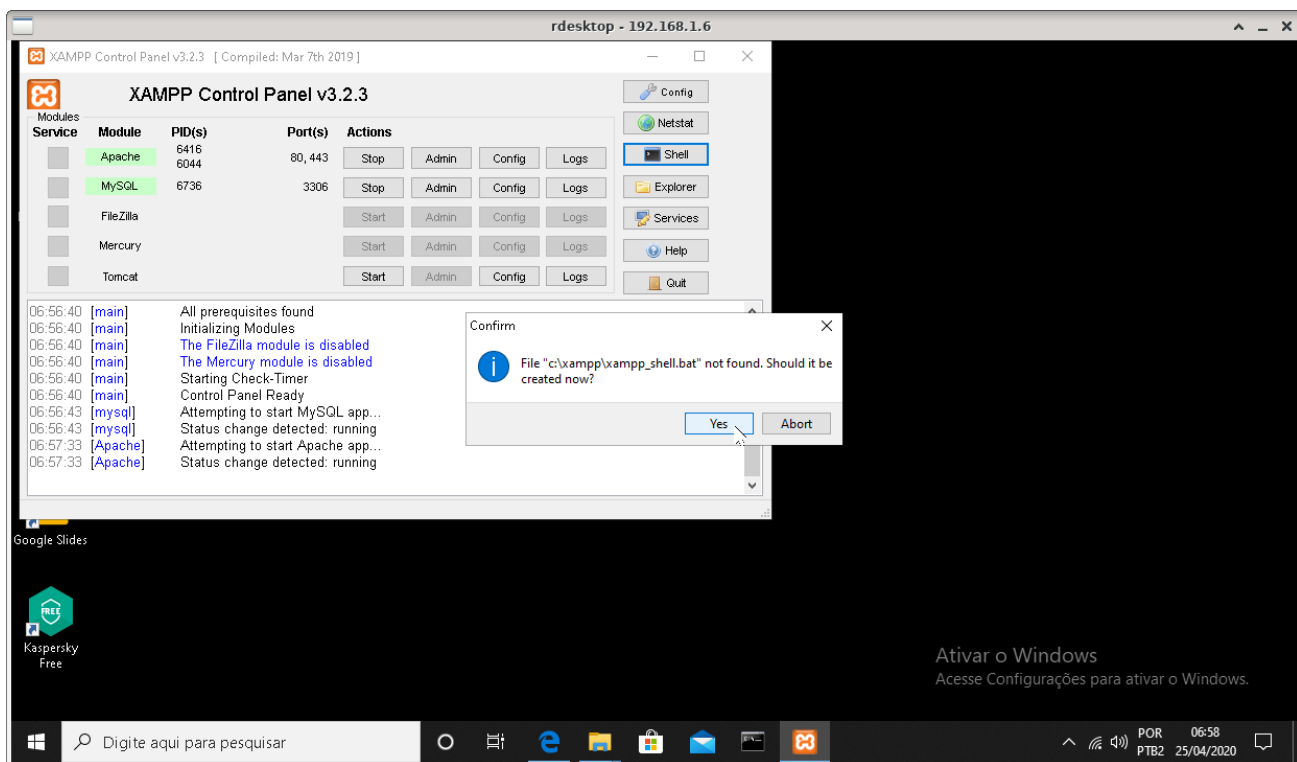 rdesktop - 192.168.1.6
XAMPP Control Panel v3.2.3 [ Compiled: Mar 7th 2019 ]
XAMPP Control Panel v3.2.3
Config
Modules
Service Module PID(s) Port(s) Actions
Netstat
Apache 6416 6044 80, 443 Stop Admin Config Logs
Shell
MySQL 6736 3306 Stop Admin Config Logs
Explorer
FileZilla Start Admin Config Logs
Services
Mercury Start Admin Config Logs
Help
Tomcat Start Admin Config Logs
Quit
06:56:40 [main] All prerequisites found
06:56:40 [main] Initializing Modules
06:56:40 [main] The FileZilla module is disabled
06:56:40 [main] The Mercury module is disabled
06:56:40 [main] Starting Check-Timer
06:56:40 [main] Control Panel Ready
06:56:43 [mysql] Attempting to start MySQL app...
06:56:43 [mysql] Status change detected: running
06:57:33 [Apache] Attempting to start Apache app...
06:57:33 [Apache] Status change detected: running
Confirm
File "c:\xampp\xampp_shell.bat" not found. Should it be
created now?
Yes Abort
Google Slides
FREE
Kaspersky
Free
Ativar o Windows
Acesse Configurações para ativar o Windows.
Digite aqui para pesquisar
POR 06:58
PTB2 25/04/2020